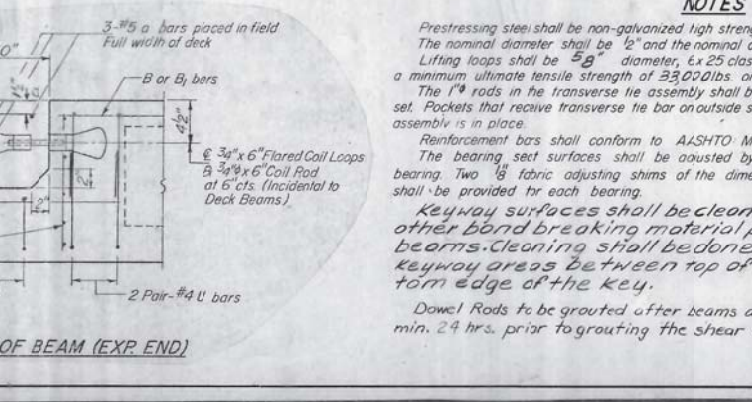 3-#5 a bars placed in field
Full width of deck
0"
B or B₁ bars
4½"
℄ 3/4" x 6" Flared Coil Loops
& 3/4"φ x 6" Coil Rod
at 6" cts. (Incidental to
Deck Beams)
2"
2"
2 Pair-#4 U bars
OF BEAM (EXP. END)
NOTES
Prestressing steel shall be non-galvanized high streng
The nominal diameter shall be ½" and the nominal
Lifting loops shall be 5/8" diameter, 6x25 clas
a minimum ultimate tensile strength of 33,000 lbs. or
The 1"φ rods in the transverse tie assembly shall b
set. Pockets that receive transverse tie bar on outside s
assembly is in place.
Reinforcement bars shall conform to AASHTO M
The bearing seat surfaces shall be adjusted by
bearing. Two 1/8" fabric adjusting shims of the dime
shall be provided for each bearing.
Keyway surfaces shall be clean
other bond breaking material p
beams. Cleaning shall be done
Keyway areas between top of
tom edge of the key.
Dowel Rods to be grouted after beams a
min. 24 hrs. prior to grouting the shear